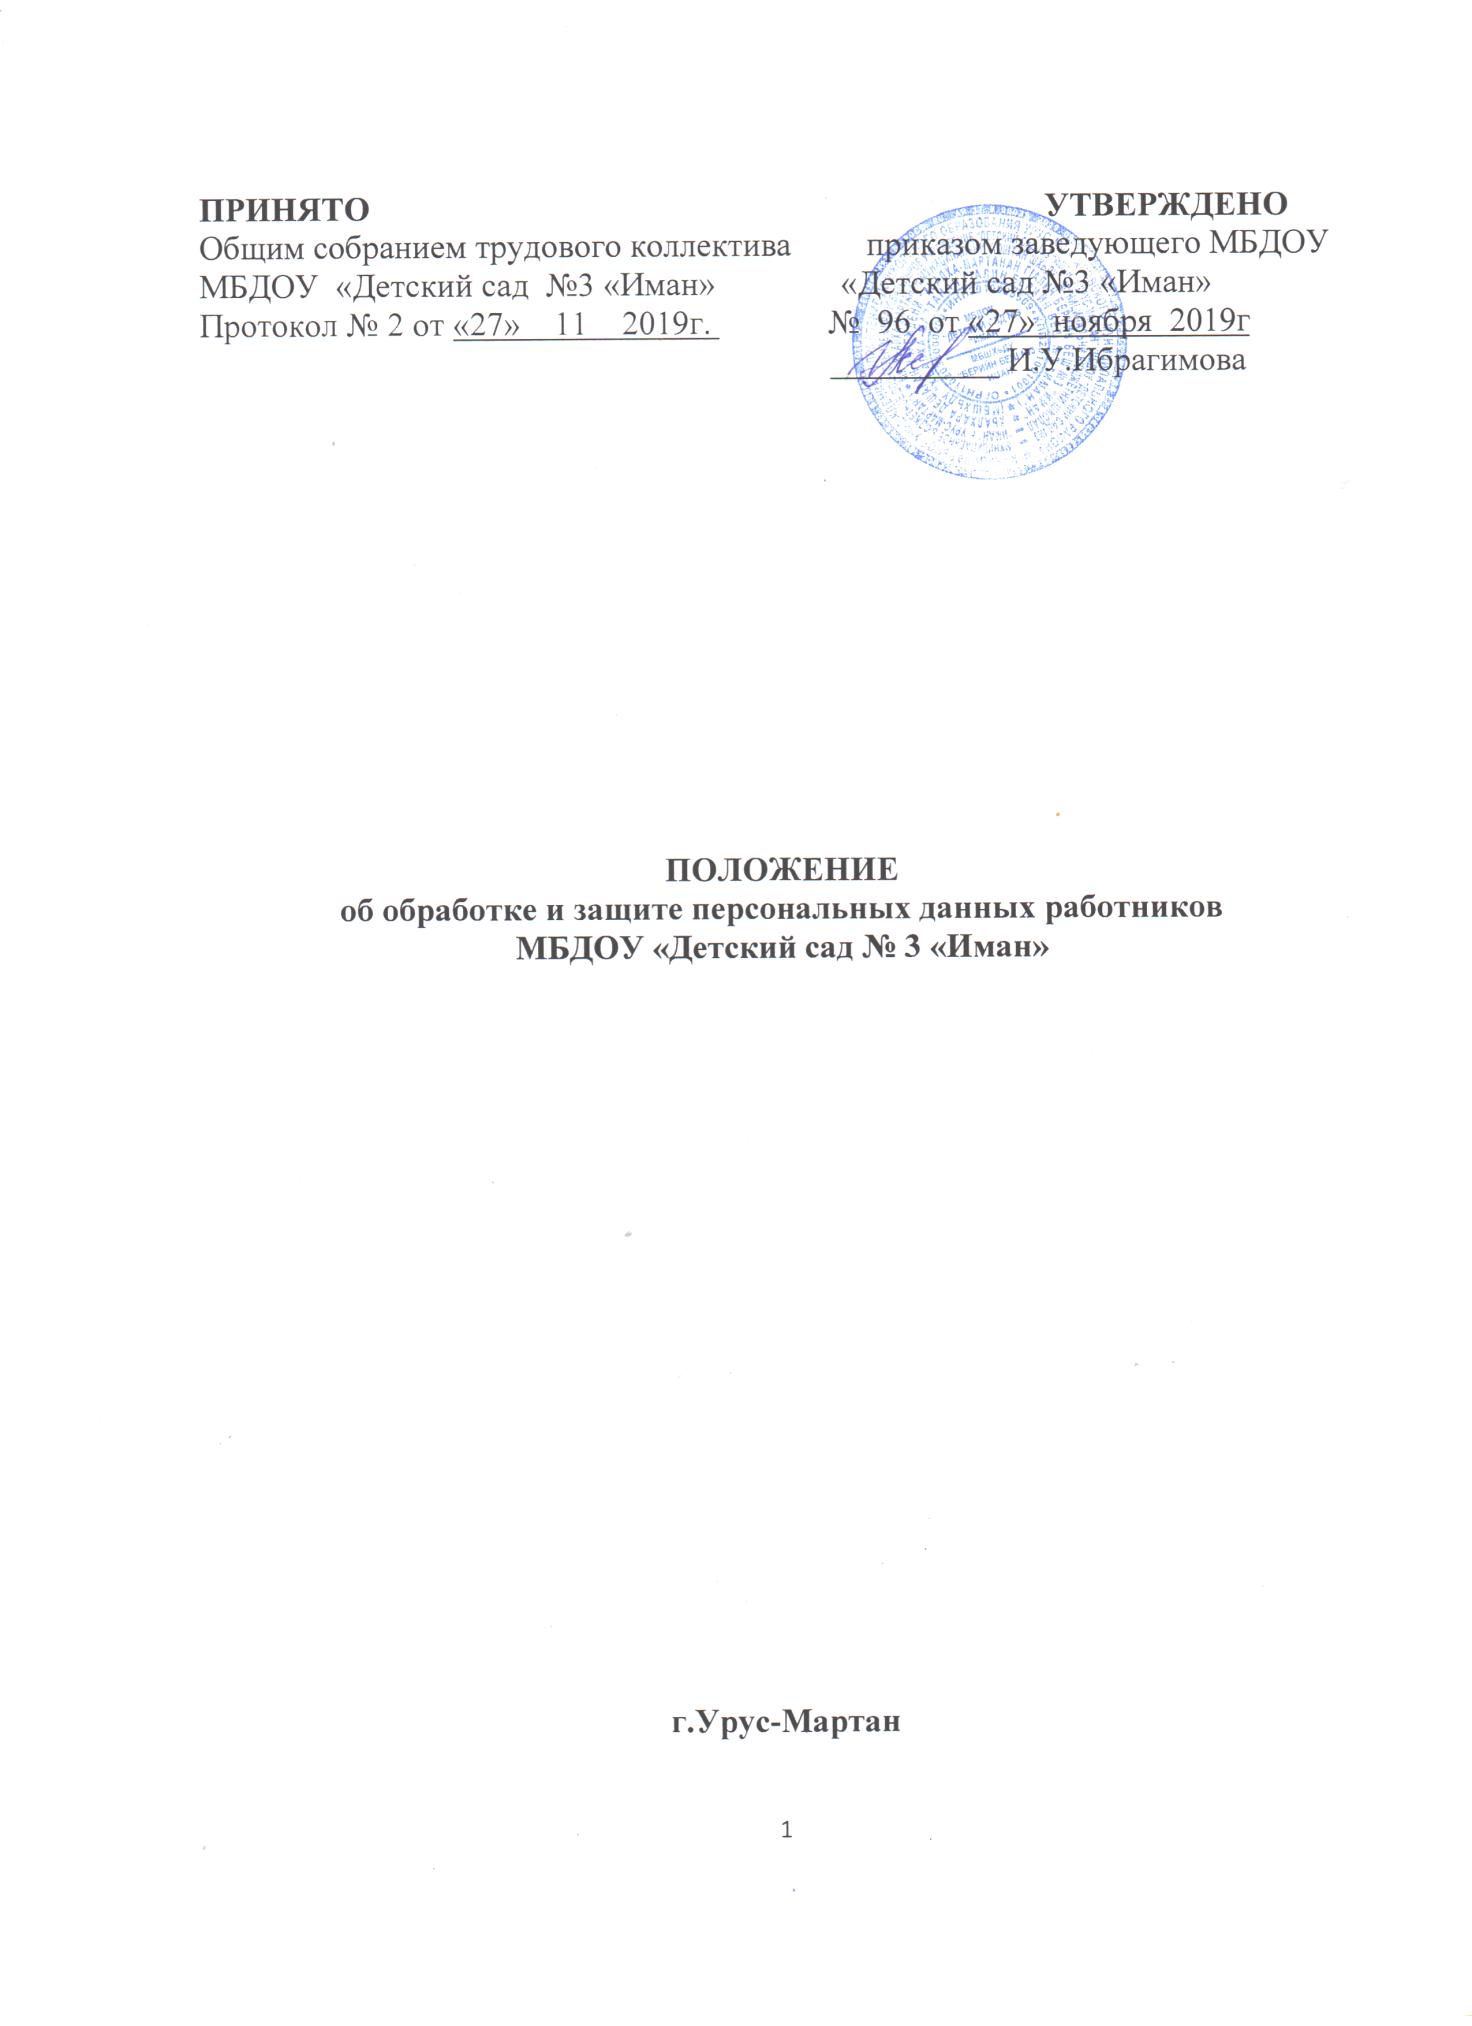 ПРИНЯТО
Общим собранием трудового коллектива
МБДОУ «Детский сад №3 «Иман»
Протокол № 2 от «27» 11 2019г.
УТВЕРЖДЕНО
приказом заведующего МБДОУ
«Детский сад №3 «Иман»
№ 96 от «27» ноября 2019г
И.У.Ибрагимова
ПОЛОЖЕНИЕ
об обработке и защите персональных данных работников
МБДОУ «Детский сад № 3 «Иман»
г.Урус-Мартан
1